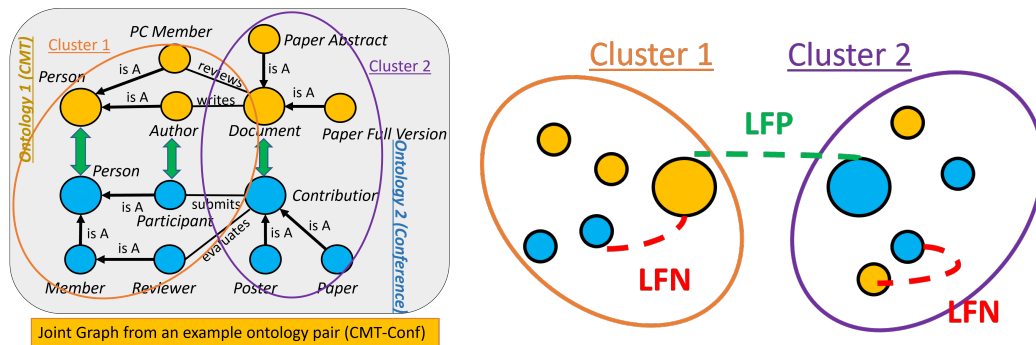 PC Member
Paper Abstract
Cluster 1
Cluster 2
Person
is A
reviews
is A
is A
writes
is A
Author
Document
Paper Full Version
Ontology 1 (CMT)
Person
Contribution
is A
submits
Participant
is A
is A
evaluates
is A
is A
Member
Reviewer
Poster
Paper
Ontology 2 (Conference)
Joint Graph from an example ontology pair (CMT-Conf)
Cluster 1
Cluster 2
LFP
LFN
LFN